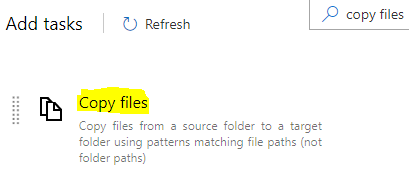 Add tasks
Refresh
copy files
Copy files
Copy files from a source folder to a target
folder using patterns matching file paths (not
folder paths)